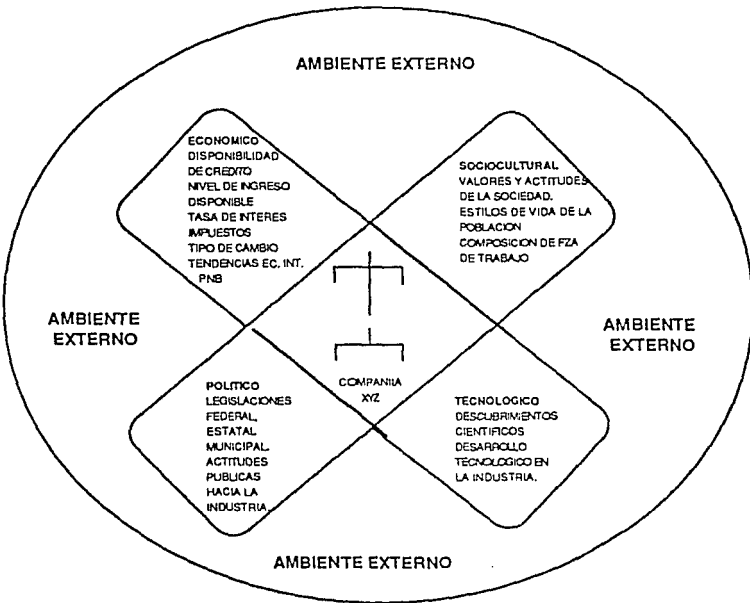 AMBIENTE EXTERNO
ECONOMICO
DISPONIBILIDAD
DE CREDITO
NIVEL DE INGRESO
DISPONIBLE
TASA DE INTERES
IMPUESTOS
TIPO DE CAMBIO
TENDENCIAS EC. INT.
PNB
SOCIOCULTURAL
VALORES Y ACTITUDES
DE LA SOCIEDAD.
ESTILOS DE VIDA DE LA
POBLACION
COMPOSICION DE FZA
DE TRABAJO
AMBIENTE
EXTERNO
AMBIENTE
EXTERNO
COMPANIIA
XYZ
POLITICO
LEGISLACIONES
FEDERAL,
ESTATAL
MUNICIPAL.
ACTITUDES
PUBLICAS
HACIA LA
INDUSTRIA.
TECNOLOGICO
DESCUBRIMIENTOS
CIENTIFICOS
DESARROLLO
TECNOLOGICO EN
LA INDUSTRIA.
AMBIENTE EXTERNO